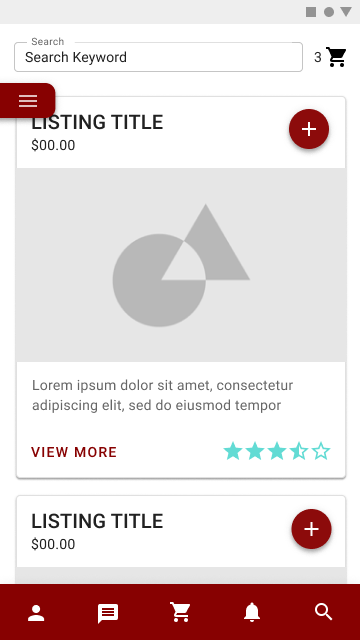 Search
Search Keyword
3
LISTING TITLE
$00.00
Lorem ipsum dolor sit amet, consectetur
adipiscing elit, sed do eiusmod tempor
VIEW MORE
LISTING TITLE
$00.00